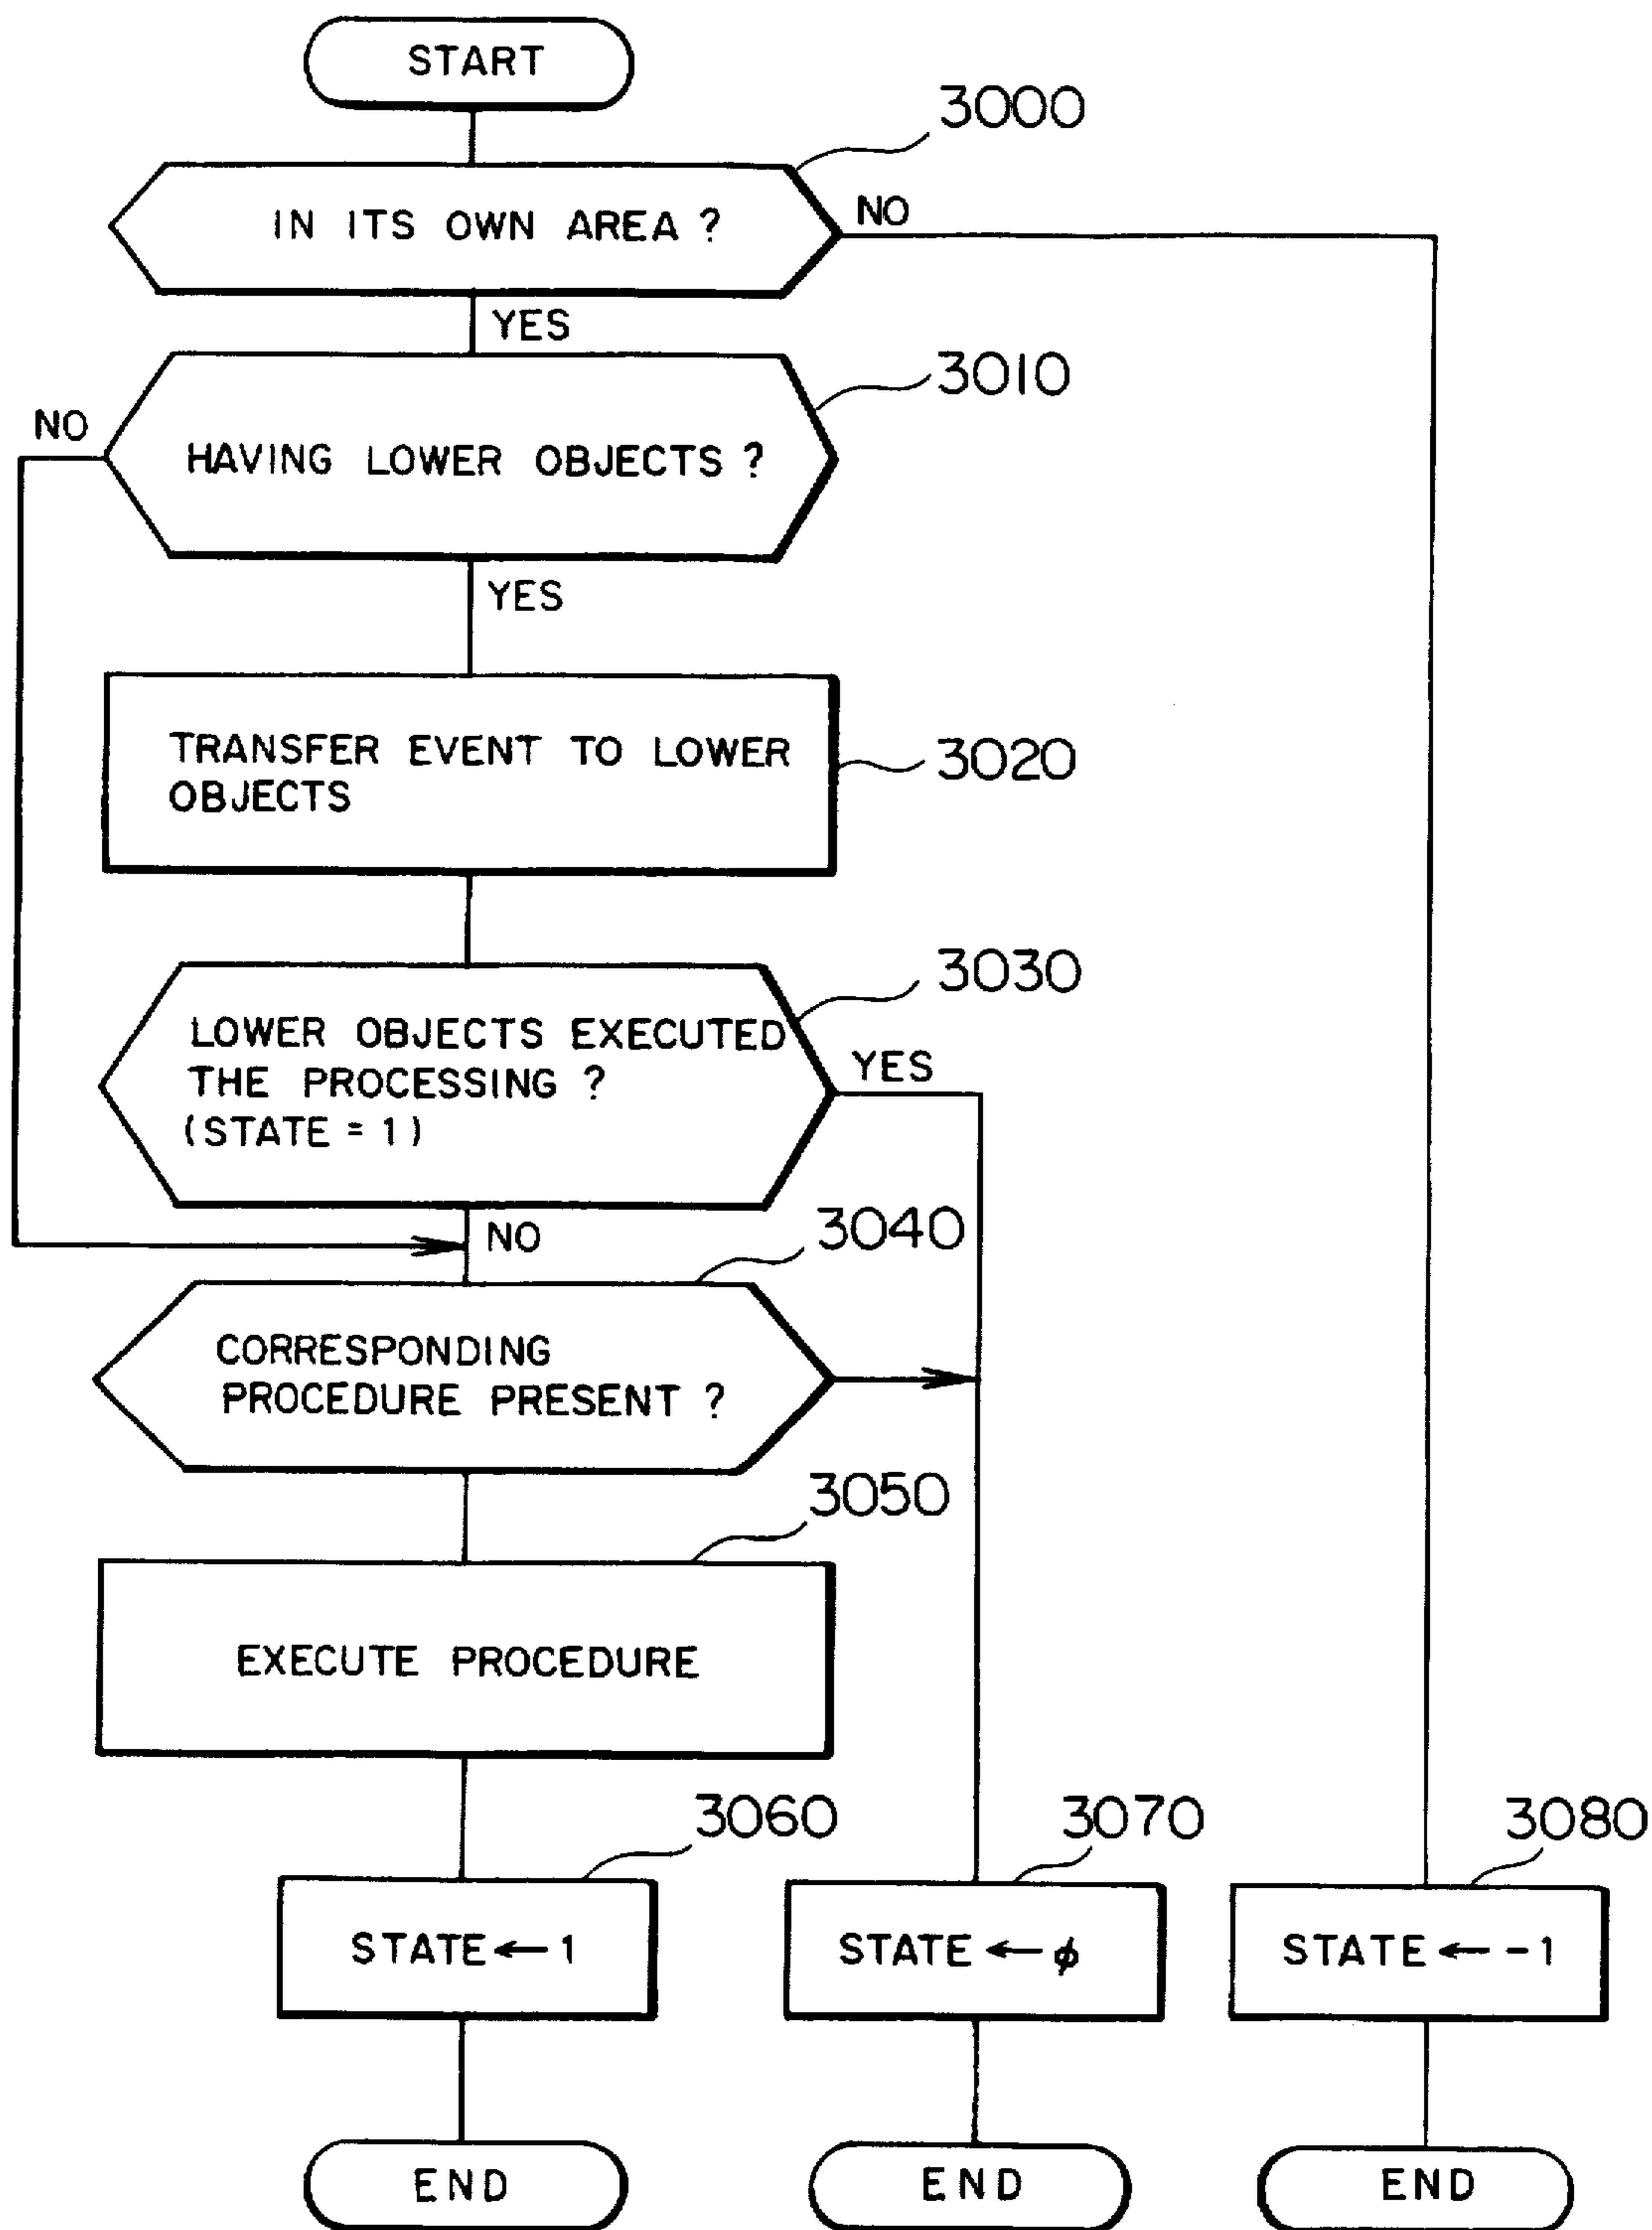 START
3000
IN ITS OWN AREA ?
NO
YES
3010
NO
HAVING LOWER OBJECTS ?
YES
TRANSFER EVENT TO LOWER
OBJECTS
3020
3030
LOWER OBJECTS EXECUTED
THE PROCESSING ?
(STATE = 1)
YES
NO
3040
CORRESPONDING
PROCEDURE PRESENT ?
3050
EXECUTE PROCEDURE
3060
3070
3080
STATE ← 1
STATE ← ϕ
STATE ← -1
END
END
END